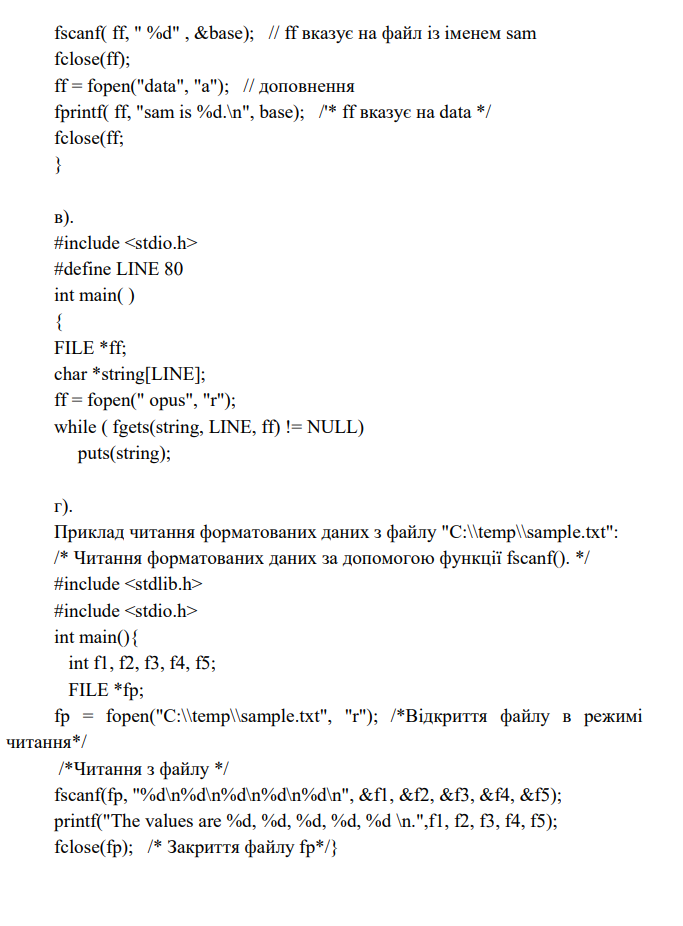 fscanf( ff, " %d" , &base);   // ff вказує на файл із іменем sam
fclose(ff);
ff = fopen("data", "a");   // доповнення
fprintf( ff, "sam is %d.\n", base);   /'* ff вказує на data */
fclose(ff;
}
в).
#include <stdio.h>
#define LINE 80
int main( )
{
FILE *ff;
char *string[LINE];
ff = fopen(" opus", "r");
while ( fgets(string, LINE, ff) != NULL)
puts(string);
г).
Приклад читання форматованих даних з файлу "C:\\temp\\sample.txt":
/* Читання форматованих даних за допомогою функції fscanf(). */
#include <stdlib.h>
#include <stdio.h>
int main(){
int f1, f2, f3, f4, f5;
FILE *fp;
fp = fopen("C:\\temp\\sample.txt", "r"); /*Відкриття файлу в режимі
читання*/
/*Читання з файлу */
fscanf(fp, "%d\n%d\n%d\n%d\n%d\n", &f1, &f2, &f3, &f4, &f5);
printf("The values are %d, %d, %d, %d, %d \n.",f1, f2, f3, f4, f5);
fclose(fp);   /* Закриття файлу fp*/}